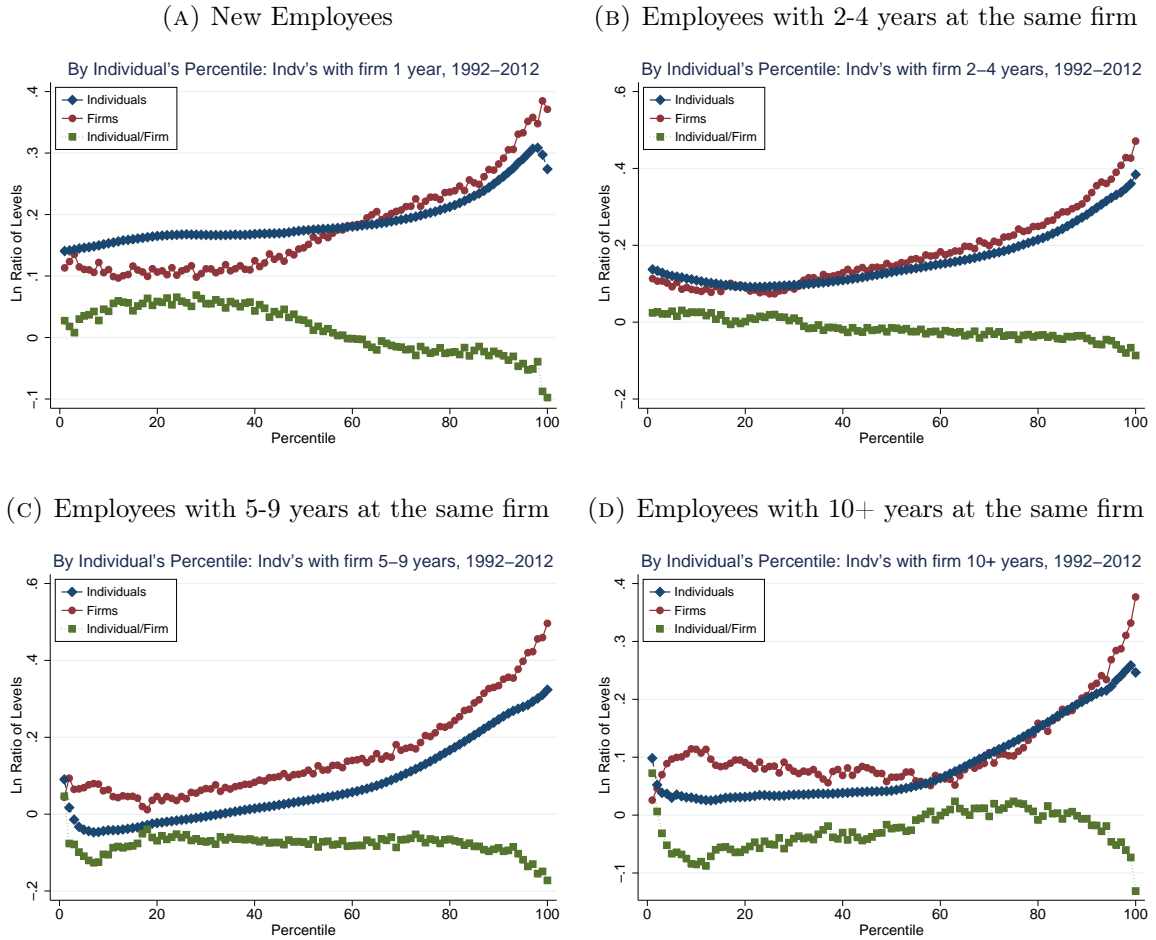 (A) New Employees
By Individual's Percentile: Indv's with firm 1 year, 1992−2012
Individuals
Firms
Individual/Firm
Ln Ratio of Levels
.4
.3
.2
.1
0
−.1
0 20 40 60 80 100
Percentile
(B) Employees with 2-4 years at the same firm
By Individual's Percentile: Indv's with firm 2−4 years, 1992−2012
Individuals
Firms
Individual/Firm
Ln Ratio of Levels
.6
.4
.2
0
−.2
0 20 40 60 80 100
Percentile
(C) Employees with 5-9 years at the same firm
By Individual's Percentile: Indv's with firm 5−9 years, 1992−2012
Individuals
Firms
Individual/Firm
Ln Ratio of Levels
.6
.4
.2
0
−.2
0 20 40 60 80 100
Percentile
(D) Employees with 10+ years at the same firm
By Individual's Percentile: Indv's with firm 10+ years, 1992−2012
Individuals
Firms
Individual/Firm
Ln Ratio of Levels
.4
.3
.2
.1
0
−.1
0 20 40 60 80 100
Percentile